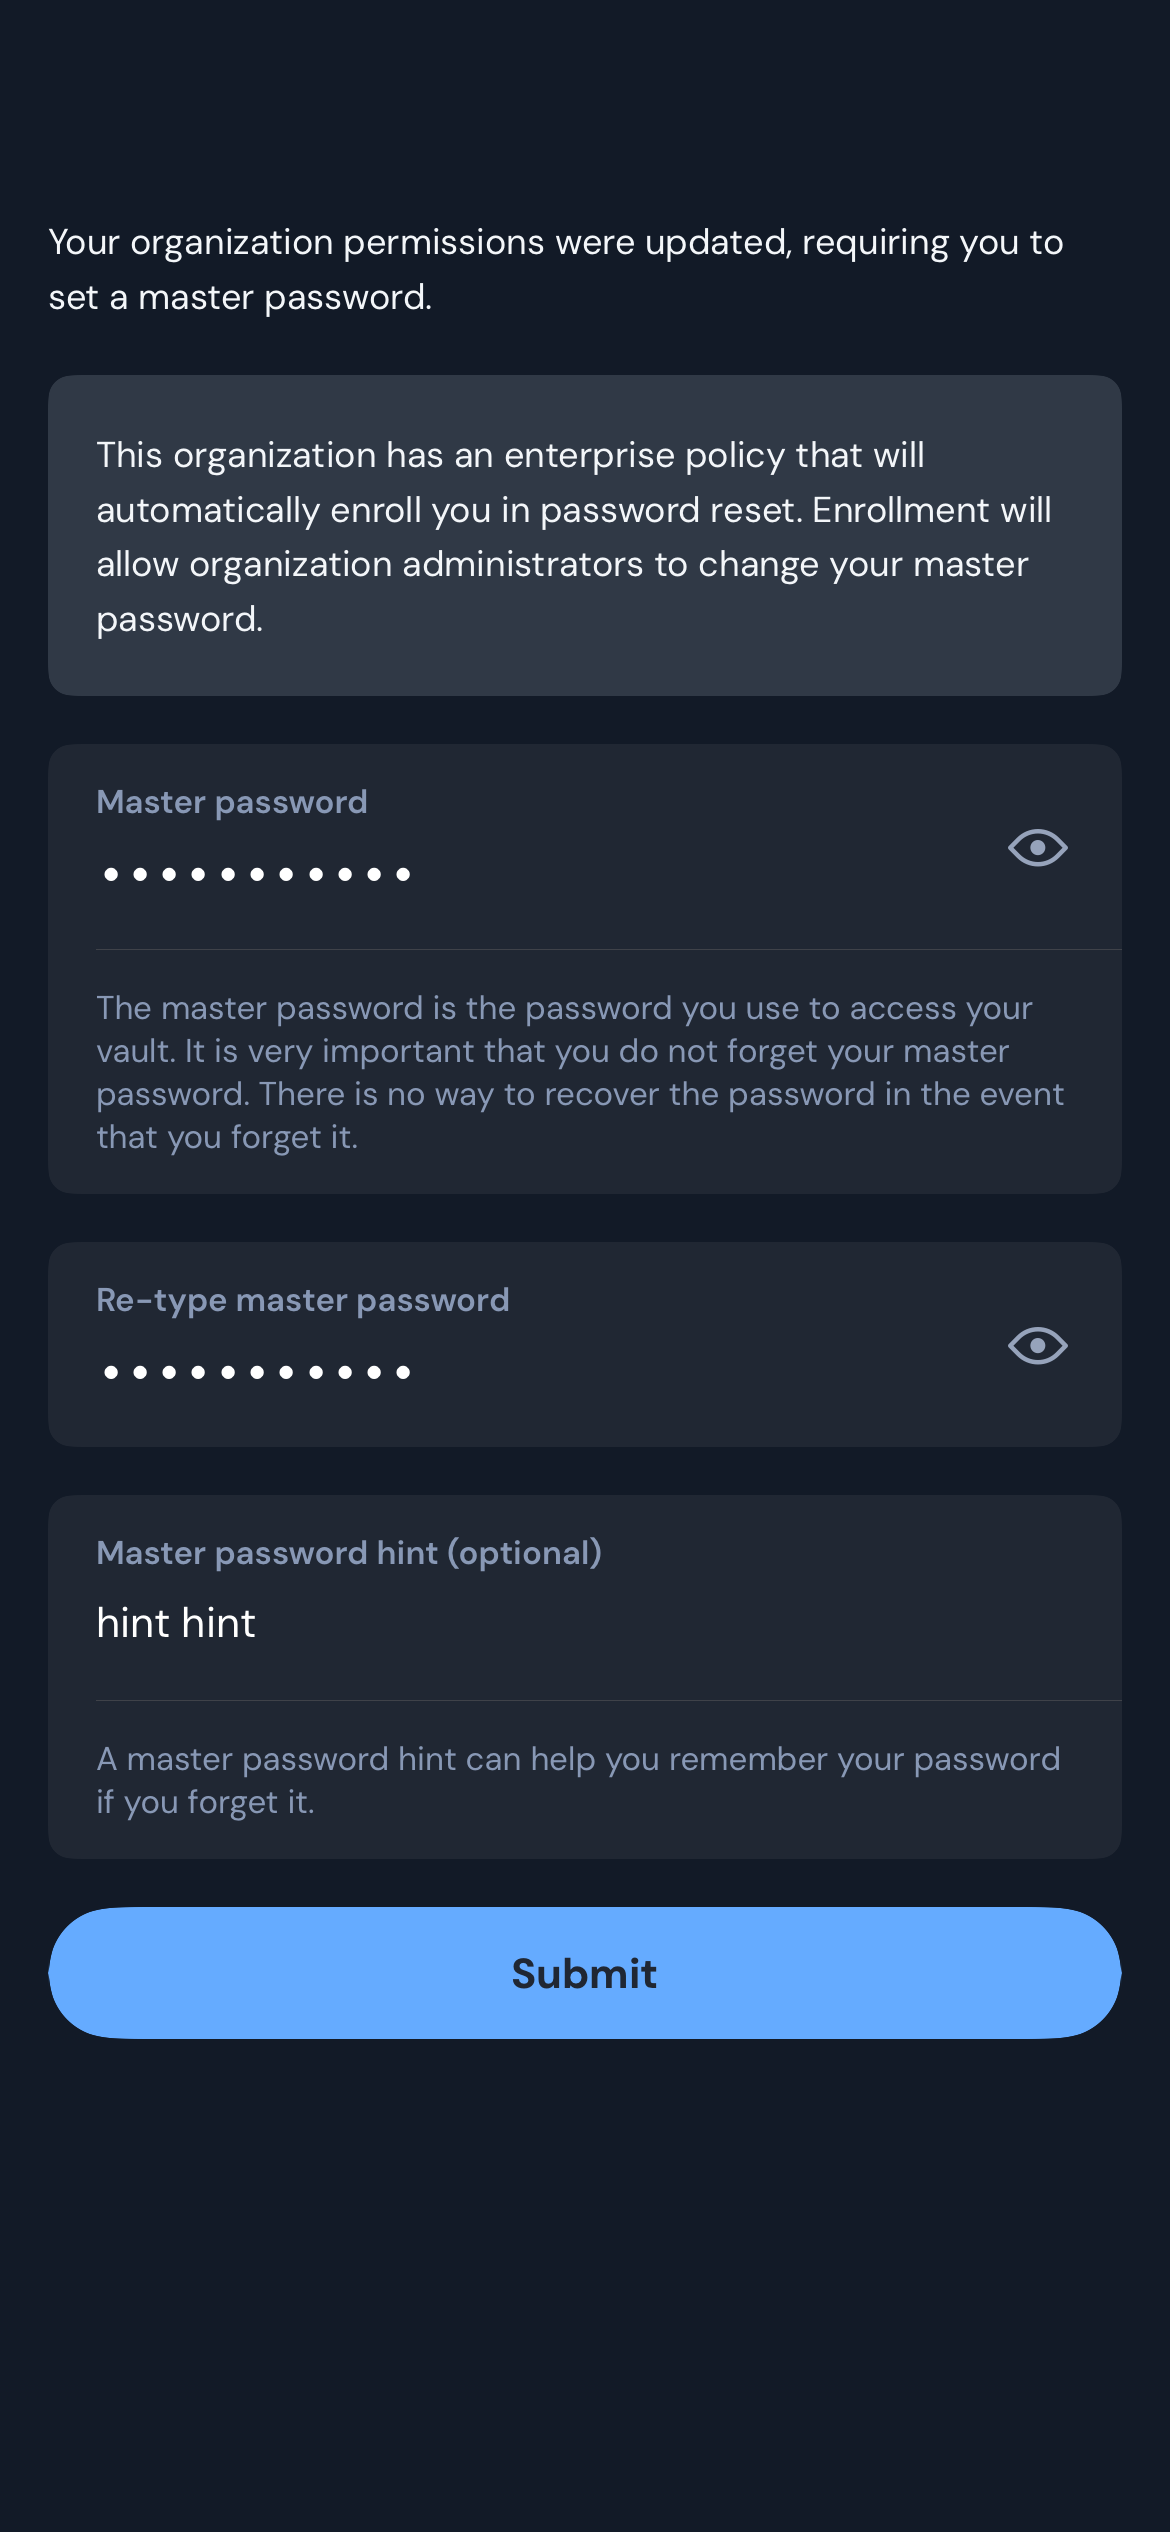 Your organization permissions were updated, requiring you to
set a master password.
This organization has an enterprise policy that will
automatically enroll you in password reset. Enrollment will
allow organization administrators to change your master
password.
Master password
•••••••••••
The master password is the password you use to access your
vault. It is very important that you do not forget your master
password. There is no way to recover the password in the event
that you forget it.
Re-type master password
•••••••••••
Master password hint (optional)
hint hint
A master password hint can help you remember your password
if you forget it.
Submit